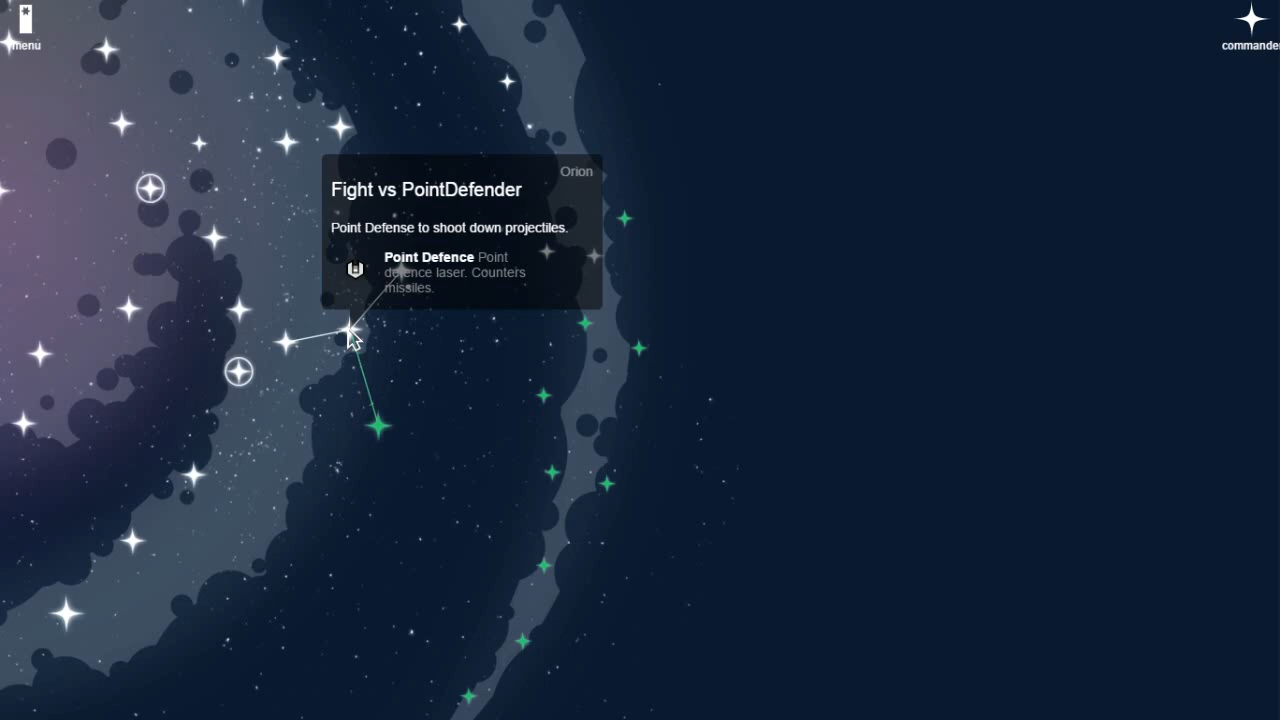 menu
commander
Orion
Fight vs PointDefender
Point Defense to shoot down projectiles.
Point Defence Point
defence laser. Counters
missiles.